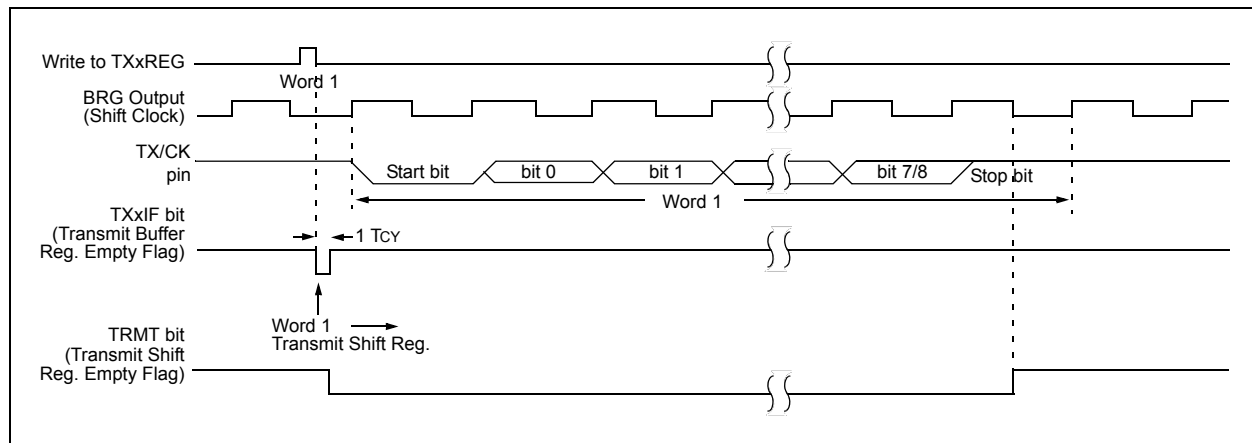 Write to TXxREG
Word 1
BRG Output
(Shift Clock)
TX/CK
pin
Start bit
bit 0
bit 1
bit 7/8
Stop bit
Word 1
TXxIF bit
(Transmit Buffer
Reg. Empty Flag)
1 TCY
Word 1
Transmit Shift Reg.
TRMT bit
(Transmit Shift
Reg. Empty Flag)